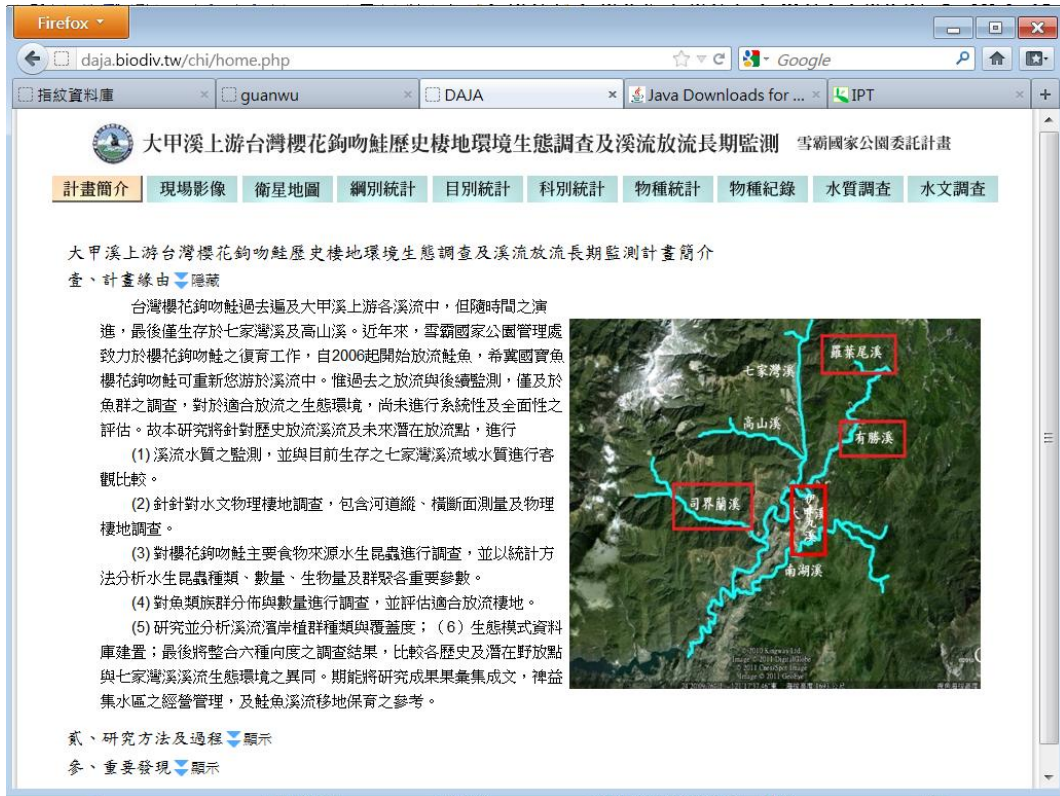 Firefox
daja.biodiv.tw/chi/home.php
Google
指紋資料庫
guanwu
DAJA
Java Downloads for ...
IPT
大甲溪上游台灣櫻花鉤吻鮭歷史棲地環境生態調查及溪流放流長期監測 雪霸國家公園委託計畫
計畫簡介 現場影像 衛星地圖 綱別統計 目別統計 科別統計 物種統計 物種紀錄 水質調查 水文調查
大甲溪上游台灣櫻花鉤吻鮭歷史棲地環境生態調查及溪流放流長期監測計畫簡介
壹、計畫緣由 隱藏
台灣櫻花鉤吻鮭過去遍及大甲溪上游各溪流中，但隨時間之演
進，最後僅生存於七家灣溪及高山溪。近年來，雪霸國家公園管理處
致力於櫻花鉤吻鮭之復育工作，自2006起開始放流鮭魚，希冀國寶魚
櫻花鉤吻鮭可重新悠游於溪流中。惟過去之放流與後續監測，僅及於
魚群之調查，對於適合放流之生態環境，尚未進行系統性及全面性之
評估。故本研究將針對歷史放流溪流及未來潛在放流點，進行
(1) 溪流水質之監測，並與目前生存之七家灣溪流域水質進行客
觀比較。
(2) 針針對水文物理棲地調查，包含河道縱、橫斷面測量及物理
棲地調查。
(3) 對櫻花鉤吻鮭主要食物來源水生昆蟲進行調查，並以統計方
法分析水生昆蟲種類、數量、生物量及群聚各重要參數。
(4) 對魚類族群分佈與數量進行調查，並評估適合放流棲地。
(5) 研究並分析溪流濱岸植群種類與覆蓋度；（6）生態模式資料
庫建置；最後將整合六種向度之調查結果，比較各歷史及潛在野放點
與七家灣溪溪流生態環境之異同。期能將研究成果果彙集成文，裨益
集水區之經營管理，及鮭魚溪流移地保育之參考。
羅葉尾溪
七家灣溪
高山溪
有勝溪
司界蘭溪
南湖溪
貳、研究方法及過程 顯示
參、重要發現 顯示